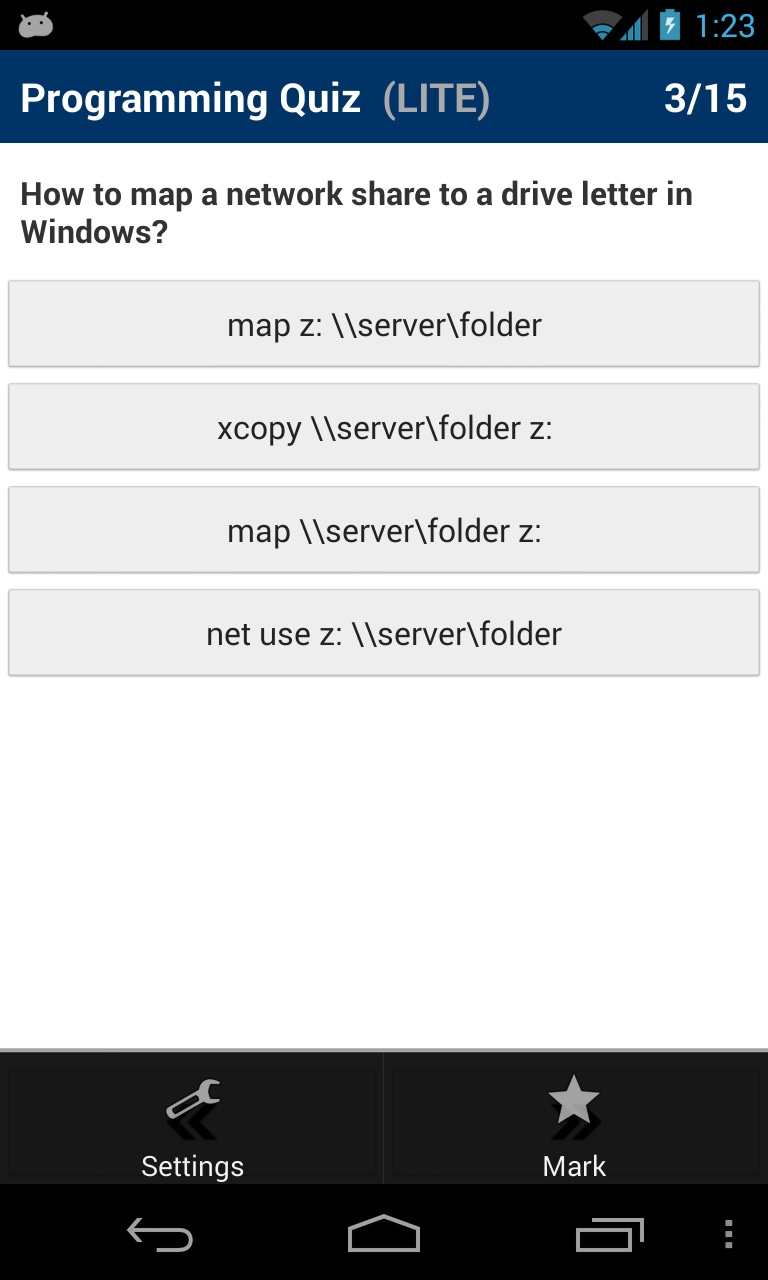 1:23
Programming Quiz (LITE) 3/15
How to map a network share to a drive letter in
Windows?
map z: \\server\folder
xcopy \\server\folder z:
map \\server\folder z:
net use z: \\server\folder
Settings Mark